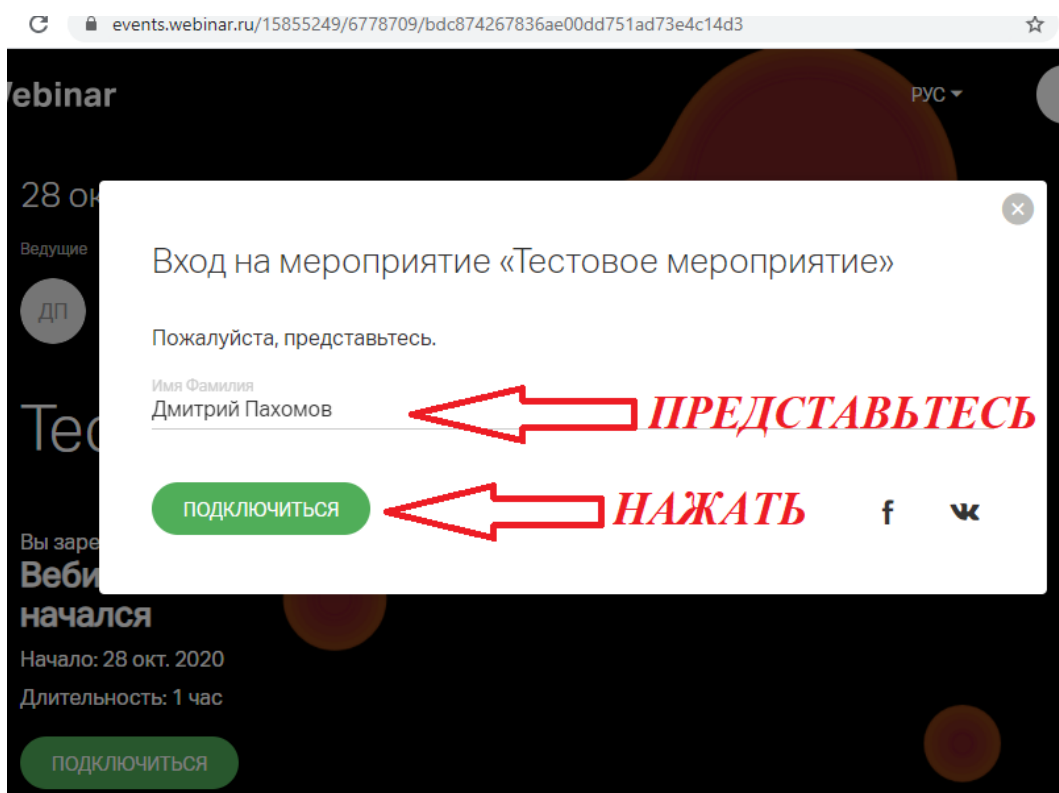 events.webinar.ru/15855249/6778709/bdc874267836ae00dd751ad73e4c14d3
ebinar
РУС
28 ок
Ведущие
ДП
Вход на мероприятие «Тестовое мероприятие»
Пожалуйста, представьтесь.
Имя Фамилия
Дмитрий Пахомов
ПРЕДСТАВЬТЕСЬ
Тес
ПОДКЛЮЧИТЬСЯ
НАЖАТЬ
Вы заре
Веби
начался
Начало: 28 окт. 2020
Длительность: 1 час
ПОДКЛЮЧИТЬСЯ